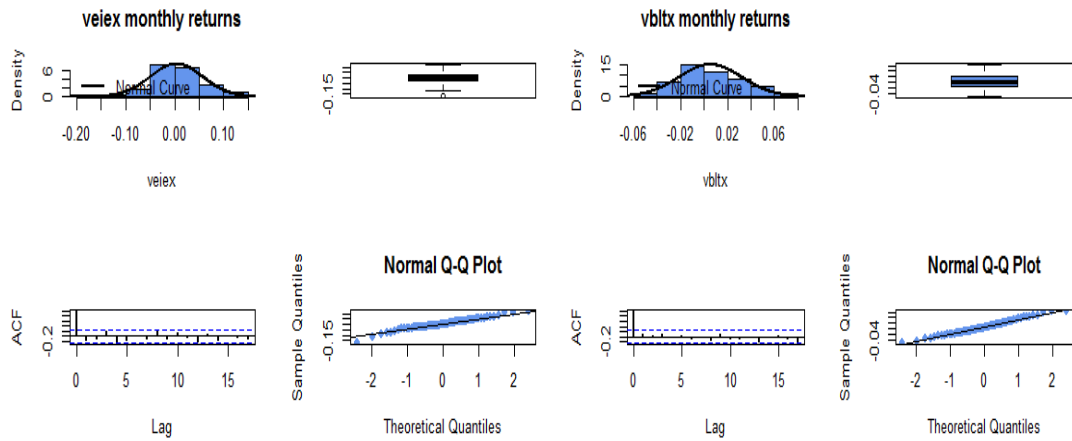 veiex monthly returns
Density
6
0
Normal Curve
-0.20 -0.10 0.00 0.10
veiex
-0.15
vbltx monthly returns
Density
15
0
Normal Curve
-0.06 -0.02 0.02 0.06
vbltx
-0.04
ACF
-0.2
0 5 10 15
Lag
Normal Q-Q Plot
Sample Quantiles
-0.15
-2 -1 0 1 2
Theoretical Quantiles
ACF
-0.2
0 5 10 15
Lag
Normal Q-Q Plot
Sample Quantiles
-0.04
-2 -1 0 1 2
Theoretical Quantiles